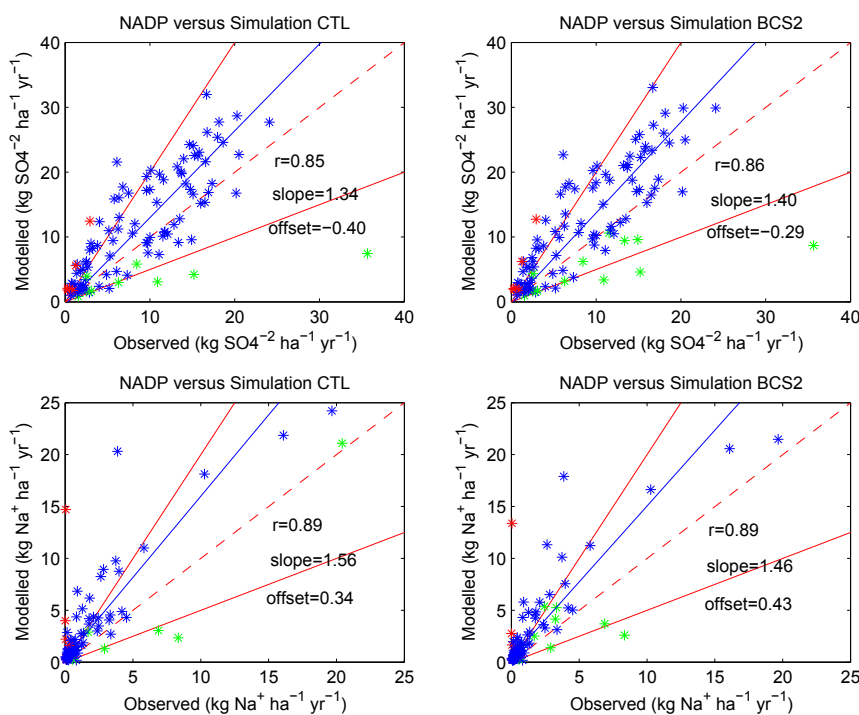 NADP versus Simulation CTL
40
30
20
10
0
0 10 20 30 40
Modelled (kg SO4⁻² ha⁻¹ yr⁻¹)
Observed (kg SO4⁻² ha⁻¹ yr⁻¹)
r=0.85
slope=1.34
offset=−0.40
NADP versus Simulation BCS2
40
30
20
10
0
0 10 20 30 40
Modelled (kg SO4⁻² ha⁻¹ yr⁻¹)
Observed (kg SO4⁻² ha⁻¹ yr⁻¹)
r=0.86
slope=1.40
offset=−0.29
NADP versus Simulation CTL
25
20
15
10
5
0
0 5 10 15 20 25
Modelled (kg Na⁺ ha⁻¹ yr⁻¹)
Observed (kg Na⁺ ha⁻¹ yr⁻¹)
r=0.89
slope=1.56
offset=0.34
NADP versus Simulation BCS2
25
20
15
10
5
0
0 5 10 15 20 25
Modelled (kg Na⁺ ha⁻¹ yr⁻¹)
Observed (kg Na⁺ ha⁻¹ yr⁻¹)
r=0.89
slope=1.46
offset=0.43